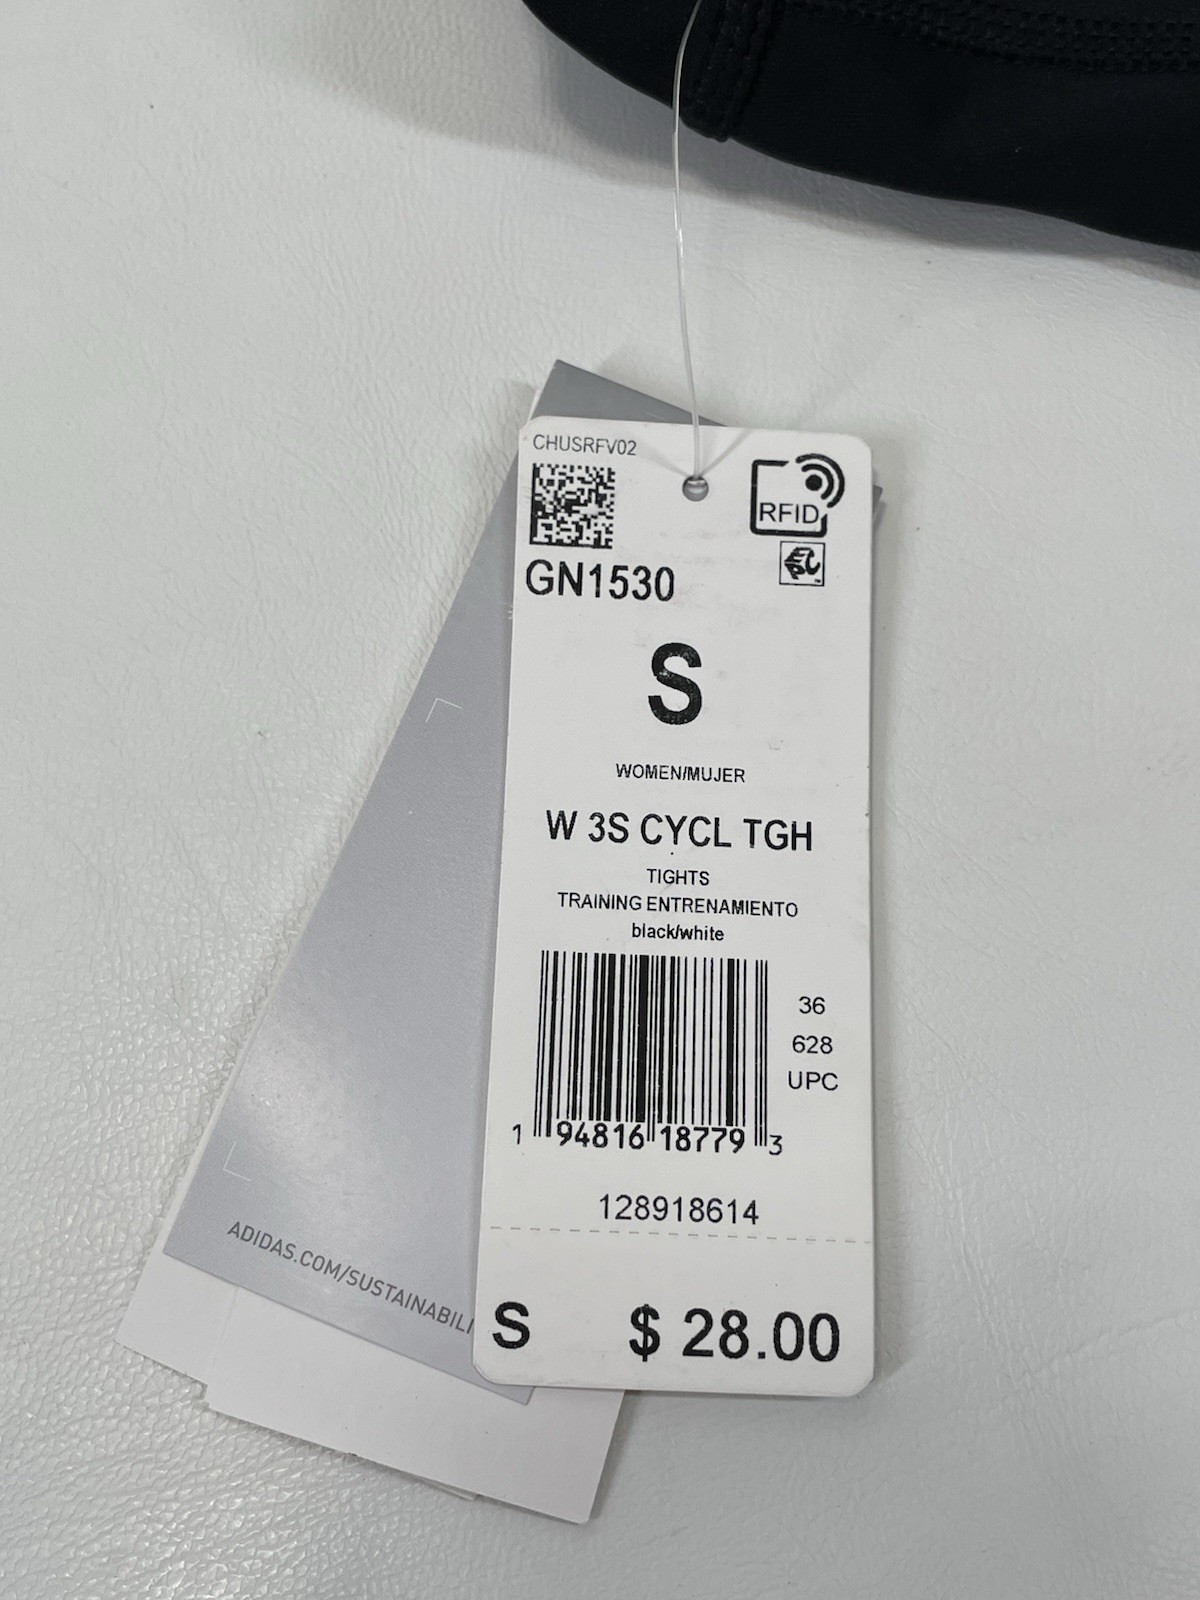 CHUSRFV02
RFID
GN1530
S
WOMEN/MUJER
W 3S CYCL TGH
TIGHTS
TRAINING ENTRENAMIENTO
black/white
36
628
UPC
1 94816 18779 3
128918614
S $ 28.00
ADIDAS.COM/SUSTAINABILI